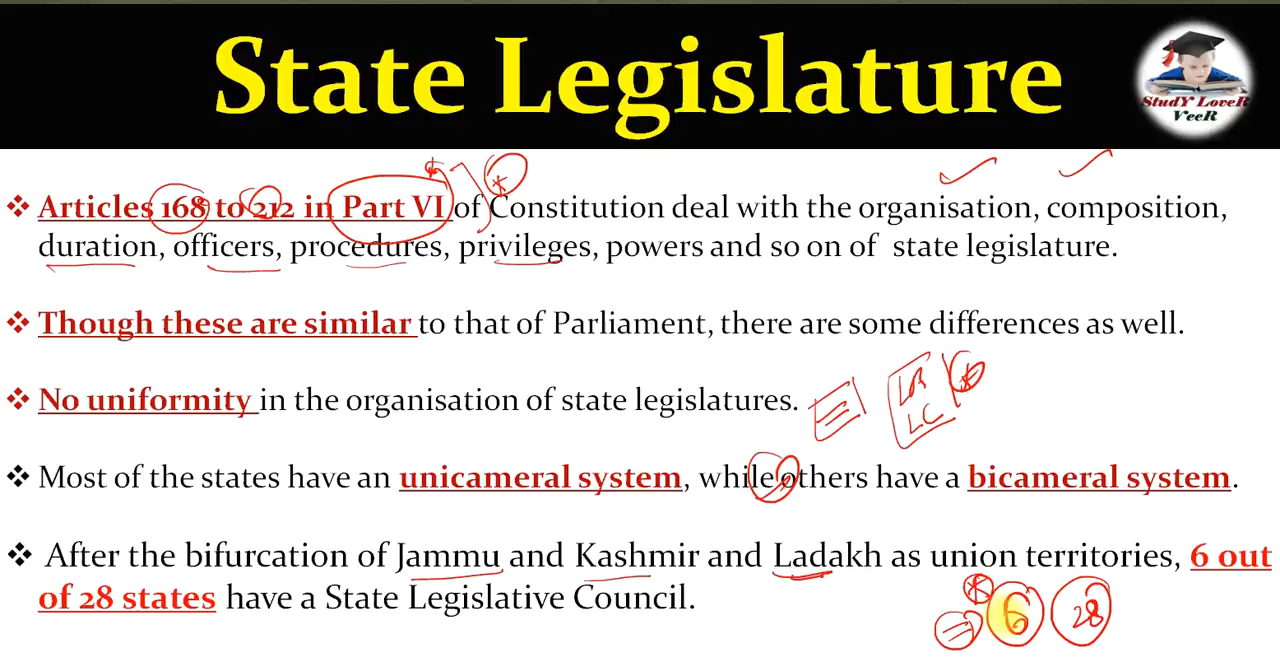 State Legislature
StudY LoveR
VeeR
❖ Articles 168 to 212 in Part VI of Constitution deal with the organisation, composition,
duration, officers, procedures, privileges, powers and so on of state legislature.
❖ Though these are similar to that of Parliament, there are some differences as well.
❖ No uniformity in the organisation of state legislatures.
LA
LC
❖ Most of the states have an unicameral system, while others have a bicameral system.
❖ After the bifurcation of Jammu and Kashmir and Ladakh as union territories, 6 out
of 28 states have a State Legislative Council.
6 28